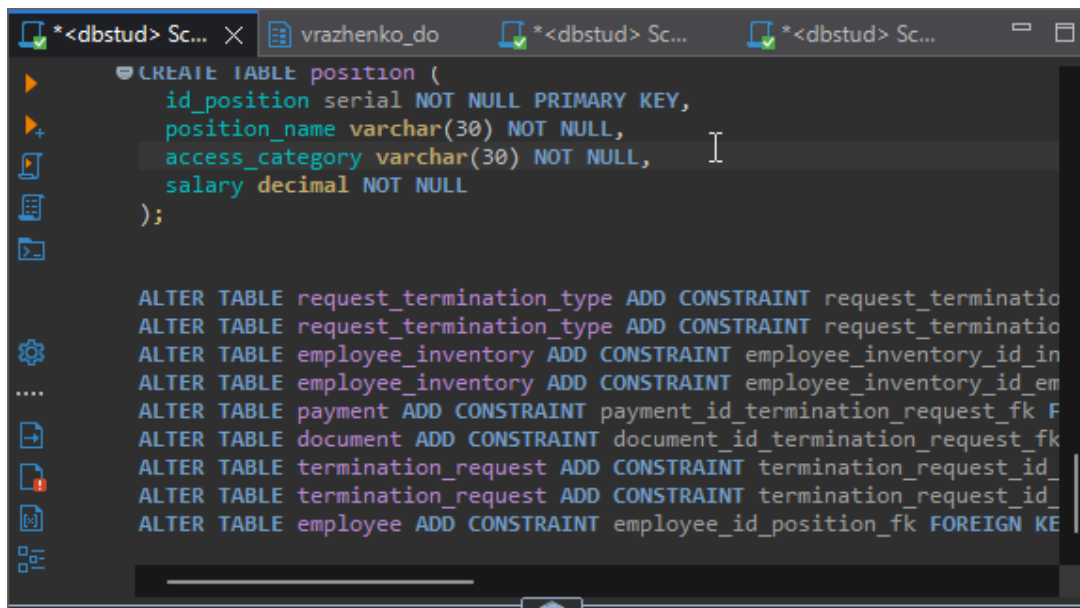 *<dbstud> Sc...
vrazhenko_do
*<dbstud> Sc...
*<dbstud> Sc...
CREATE TABLE position (
id_position serial NOT NULL PRIMARY KEY,
position_name varchar(30) NOT NULL,
access_category varchar(30) NOT NULL,
salary decimal NOT NULL
);
ALTER TABLE request_termination_type ADD CONSTRAINT request_terminatio
ALTER TABLE request_termination_type ADD CONSTRAINT request_terminatio
ALTER TABLE employee_inventory ADD CONSTRAINT employee_inventory_id_in
ALTER TABLE employee_inventory ADD CONSTRAINT employee_inventory_id_em
ALTER TABLE payment ADD CONSTRAINT payment_id_termination_request_fk F
ALTER TABLE document ADD CONSTRAINT document_id_termination_request_fk
ALTER TABLE termination_request ADD CONSTRAINT termination_request_id_
ALTER TABLE termination_request ADD CONSTRAINT termination_request_id_
ALTER TABLE employee ADD CONSTRAINT employee_id_position_fk FOREIGN KE